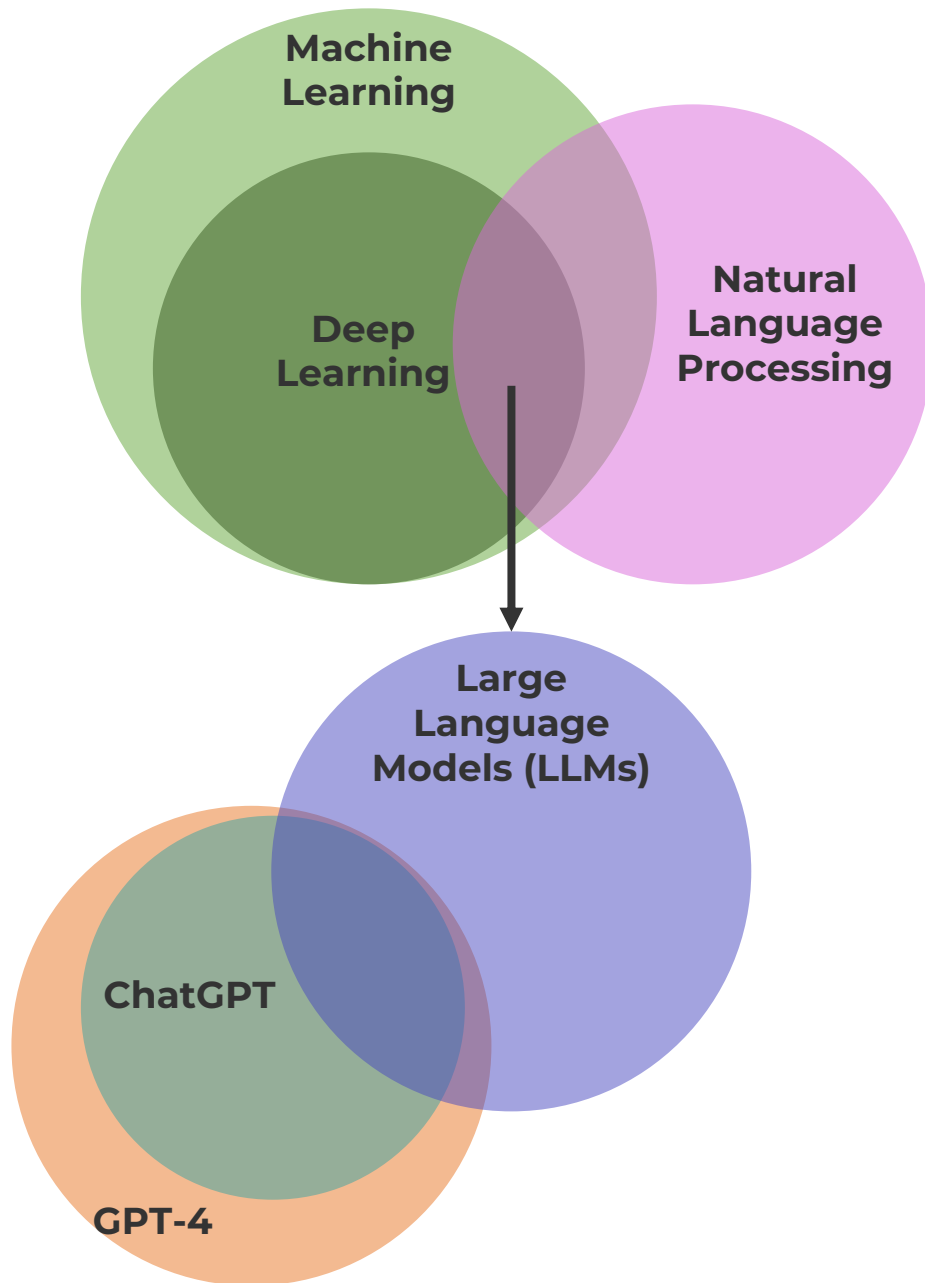 Machine
Learning
Natural
Language
Processing
Deep
Learning
Large
Language
Models (LLMs)
ChatGPT
GPT-4